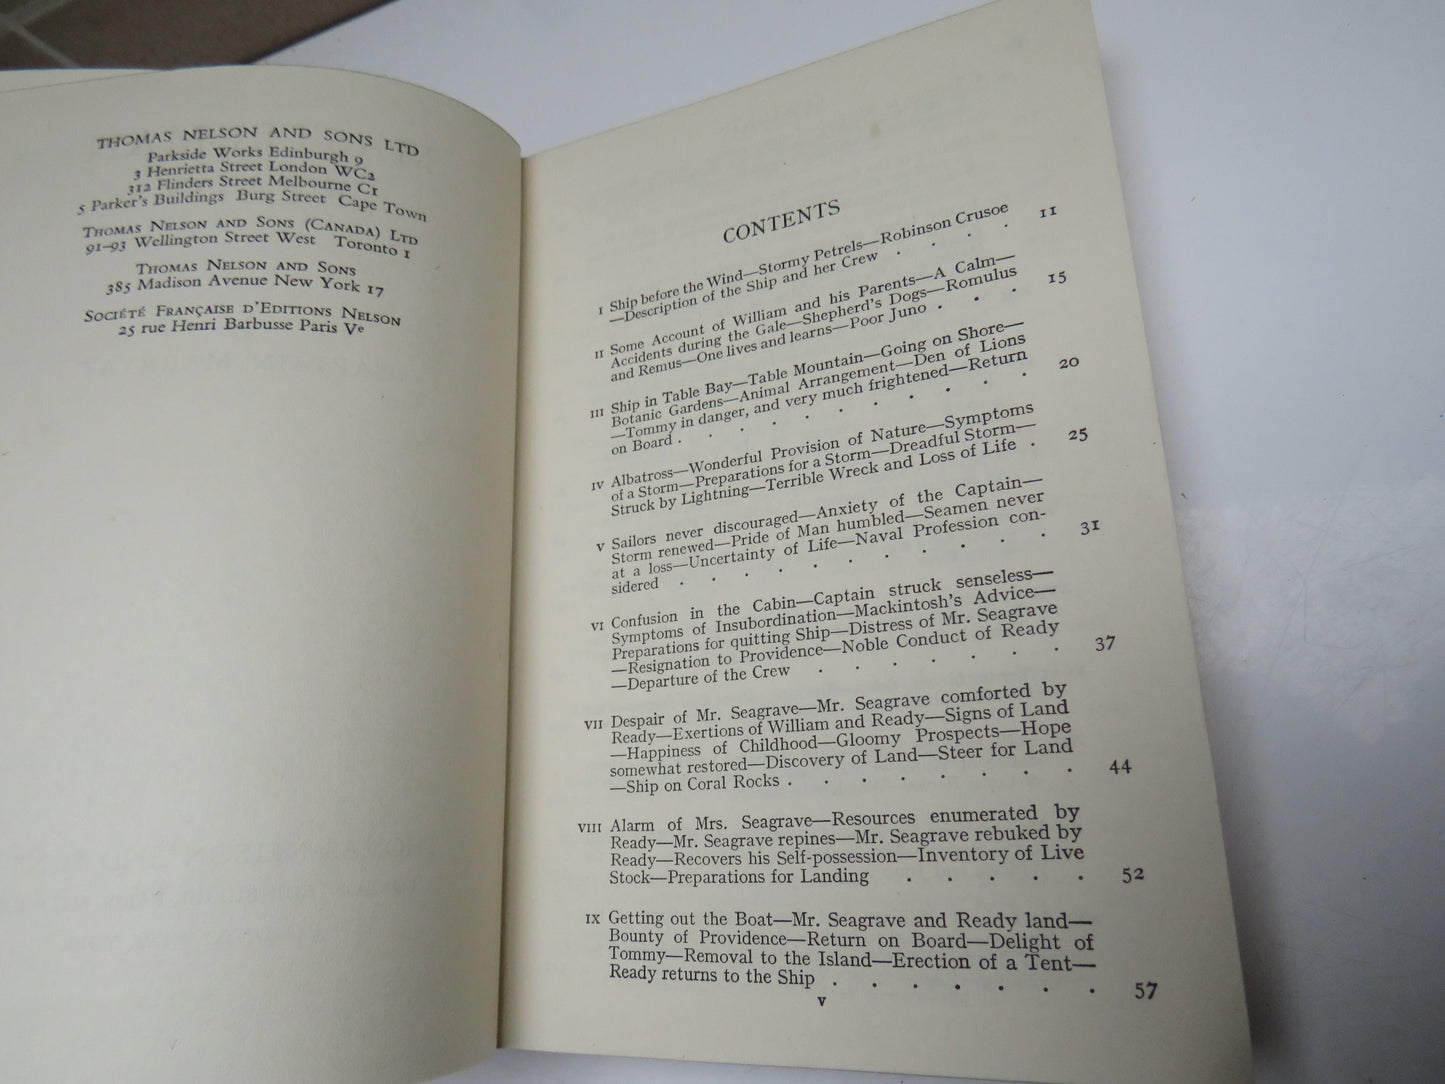 THOMAS NELSON AND SONS LTD
Parkside Works Edinburgh 9
3 Henrietta Street London WC2
312 Flinders Street Melbourne C1
5 Parker's Buildings Burg Street Cape Town
THOMAS NELSON AND SONS (CANADA) LTD
91-93 Wellington Street West Toronto 1
THOMAS NELSON AND SONS
385 Madison Avenue New York 17
SOCIÉTÉ FRANÇAISE D'EDITIONS NELSON
25 rue Henri Barbusse Paris Ve
CONTENTS
I Ship before the Wind—Stormy Petrels—Robinson Crusoe
—Description of the Ship and her Crew . . . . 11
II Some Account of William and his Parents—A Calm—
Accidents during the Gale—Shepherd's Dogs—Romulus
and Remus—One lives and learns—Poor Juno . . . 15
III Ship in Table Bay—Table Mountain—Going on Shore—
Botanic Gardens—Animal Arrangement—Den of Lions
—Tommy in danger, and very much frightened—Return
on Board . . . . . . . . . 20
IV Albatross—Wonderful Provision of Nature—Symptoms
of a Storm—Preparations for a Storm—Dreadful Storm—
Struck by Lightning—Terrible Wreck and Loss of Life . 25
V Sailors never discouraged—Anxiety of the Captain—
Storm renewed—Pride of Man humbled—Seamen never
at a loss—Uncertainty of Life—Naval Profession con-
sidered . . . . . . . . . 31
VI Confusion in the Cabin—Captain struck senseless—
Symptoms of Insubordination—Mackintosh's Advice—
Preparations for quitting Ship—Distress of Mr. Seagrave
—Resignation to Providence—Noble Conduct of Ready
—Departure of the Crew . . . . . . . 37
VII Despair of Mr. Seagrave—Mr. Seagrave comforted by
Ready—Exertions of William and Ready—Signs of Land
—Happiness of Childhood—Gloomy Prospects—Hope
somewhat restored—Discovery of Land—Steer for Land
—Ship on Coral Rocks . . . . . . . . 44
VIII Alarm of Mrs. Seagrave—Resources enumerated by
Ready—Mr. Seagrave repines—Mr. Seagrave rebuked by
Ready—Recovers his Self-possession—Inventory of Live
Stock—Preparations for Landing . . . . . 52
IX Getting out the Boat—Mr. Seagrave and Ready land—
Bounty of Providence—Return on Board—Delight of
Tommy—Removal to the Island—Erection of a Tent—
Ready returns to the Ship . . . . . . . 57
v